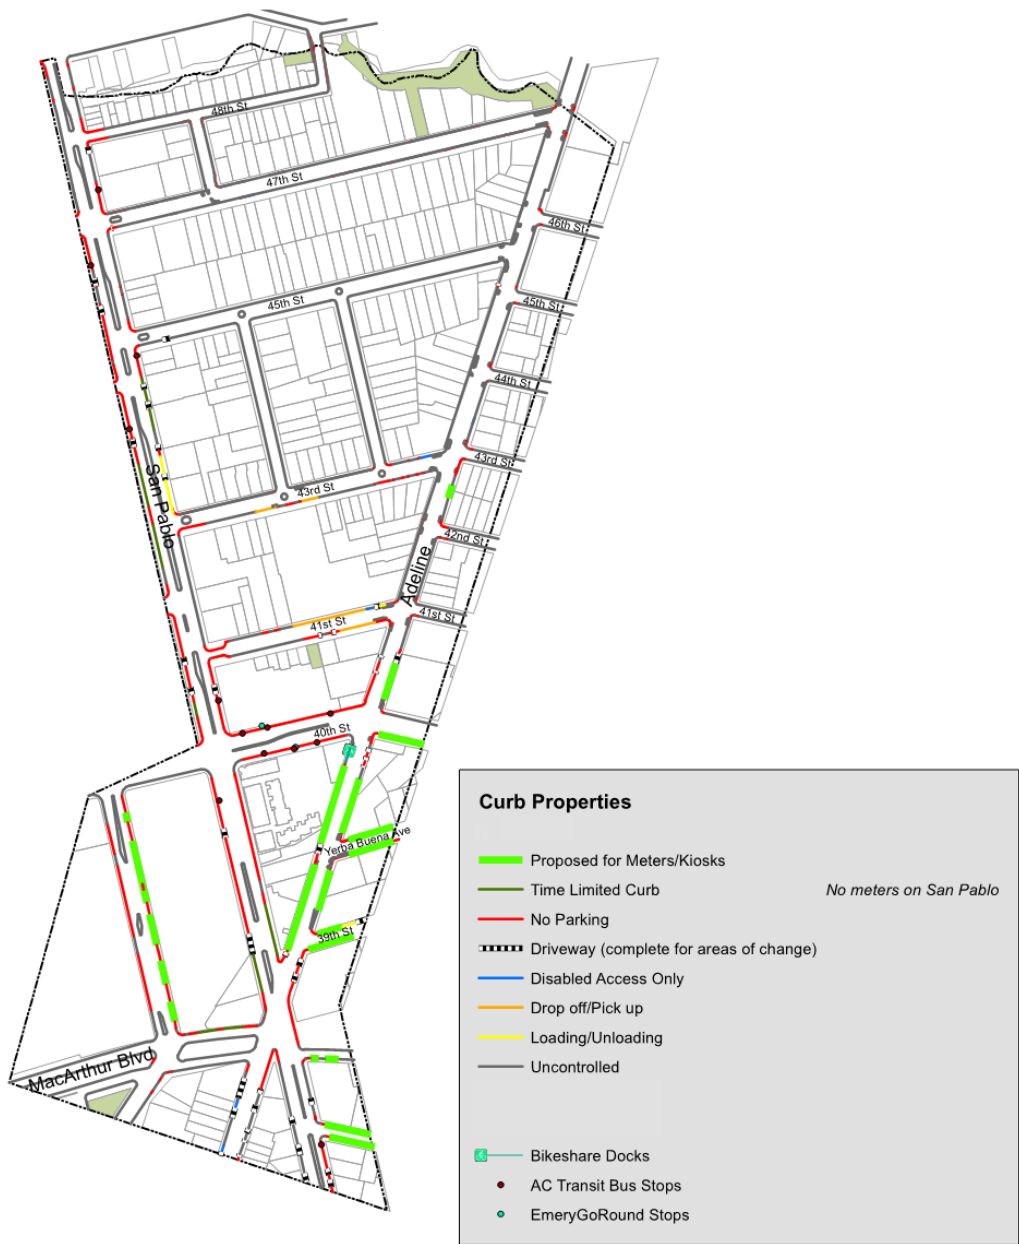 48th St
47th St
46th St
45th St
45th St
44th St
43rd St
San Pablo
43rd St
42nd St
Adeline
41st St
41st St
40th St
Yerba Buena Ave
39th St
MacArthur Blvd
Curb Properties
Proposed for Meters/Kiosks
Time Limited Curb No meters on San Pablo
No Parking
Driveway (complete for areas of change)
Disabled Access Only
Drop off/Pick up
Loading/Unloading
Uncontrolled
Bikeshare Docks
AC Transit Bus Stops
EmeryGoRound Stops